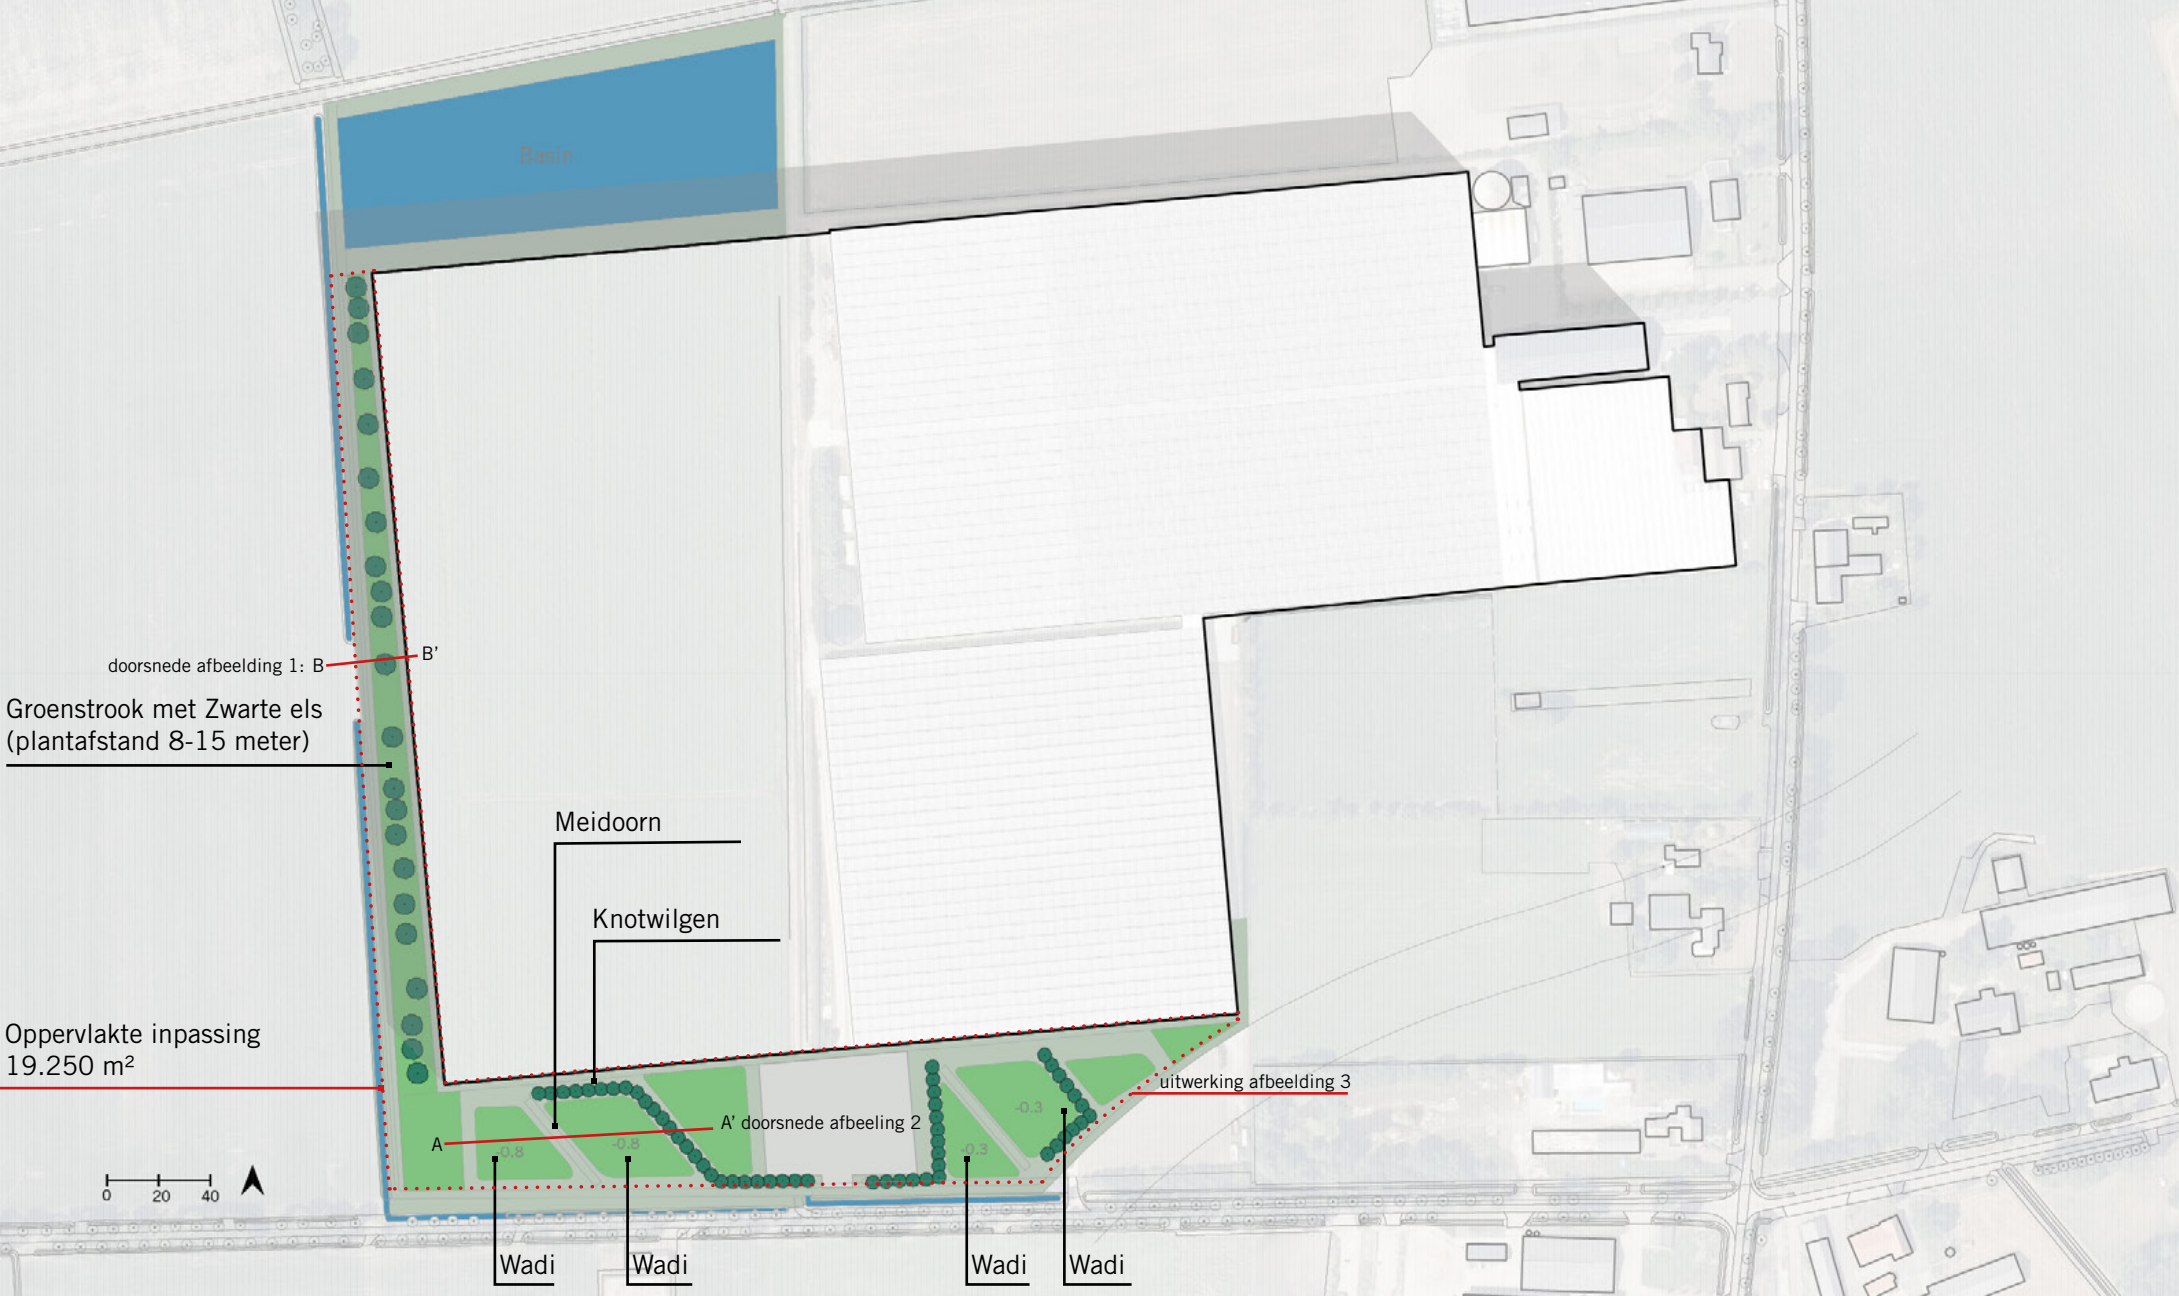 Basin
doorsnede afbeelding 1: B
B'
Groenstrook met Zwarte els
(plantafstand 8-15 meter)
Meidoorn
Knotwilgen
Oppervlakte inpassing
19.250 m²
uitwerking afbeelding 3
-0.3
A
A' doorsnede afbeeling 2
-0.8
-0.8
-0.3
0 20 40
Wadi
Wadi
Wadi
Wadi